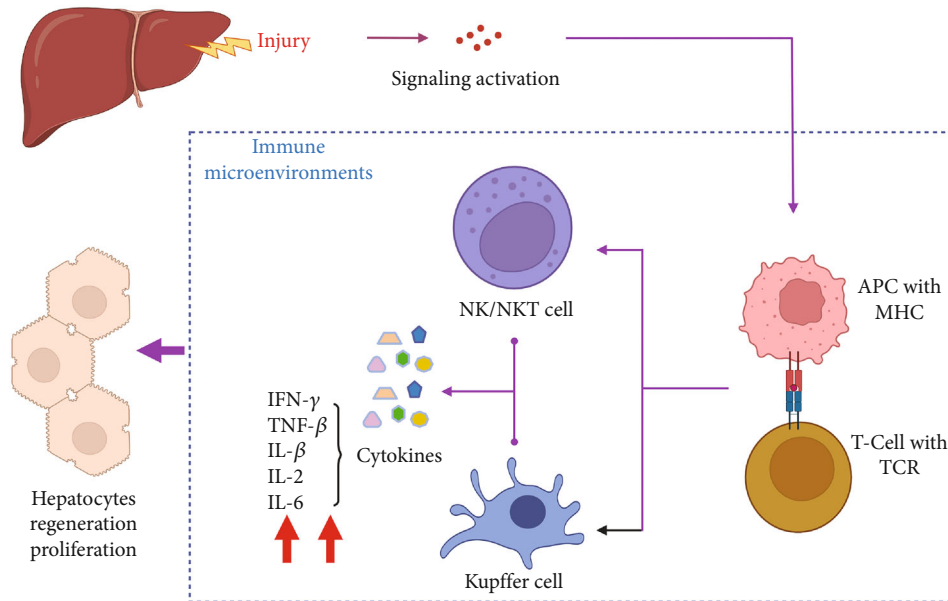 Injury
Signaling activation
Immune
microenvironments
NK/NKT cell
APC with
MHC
IFN-γ
TNF-β
IL-β
IL-2
IL-6
Cytokines
T-Cell with
TCR
Hepatocytes
regeneration
proliferation
Kupffer cell